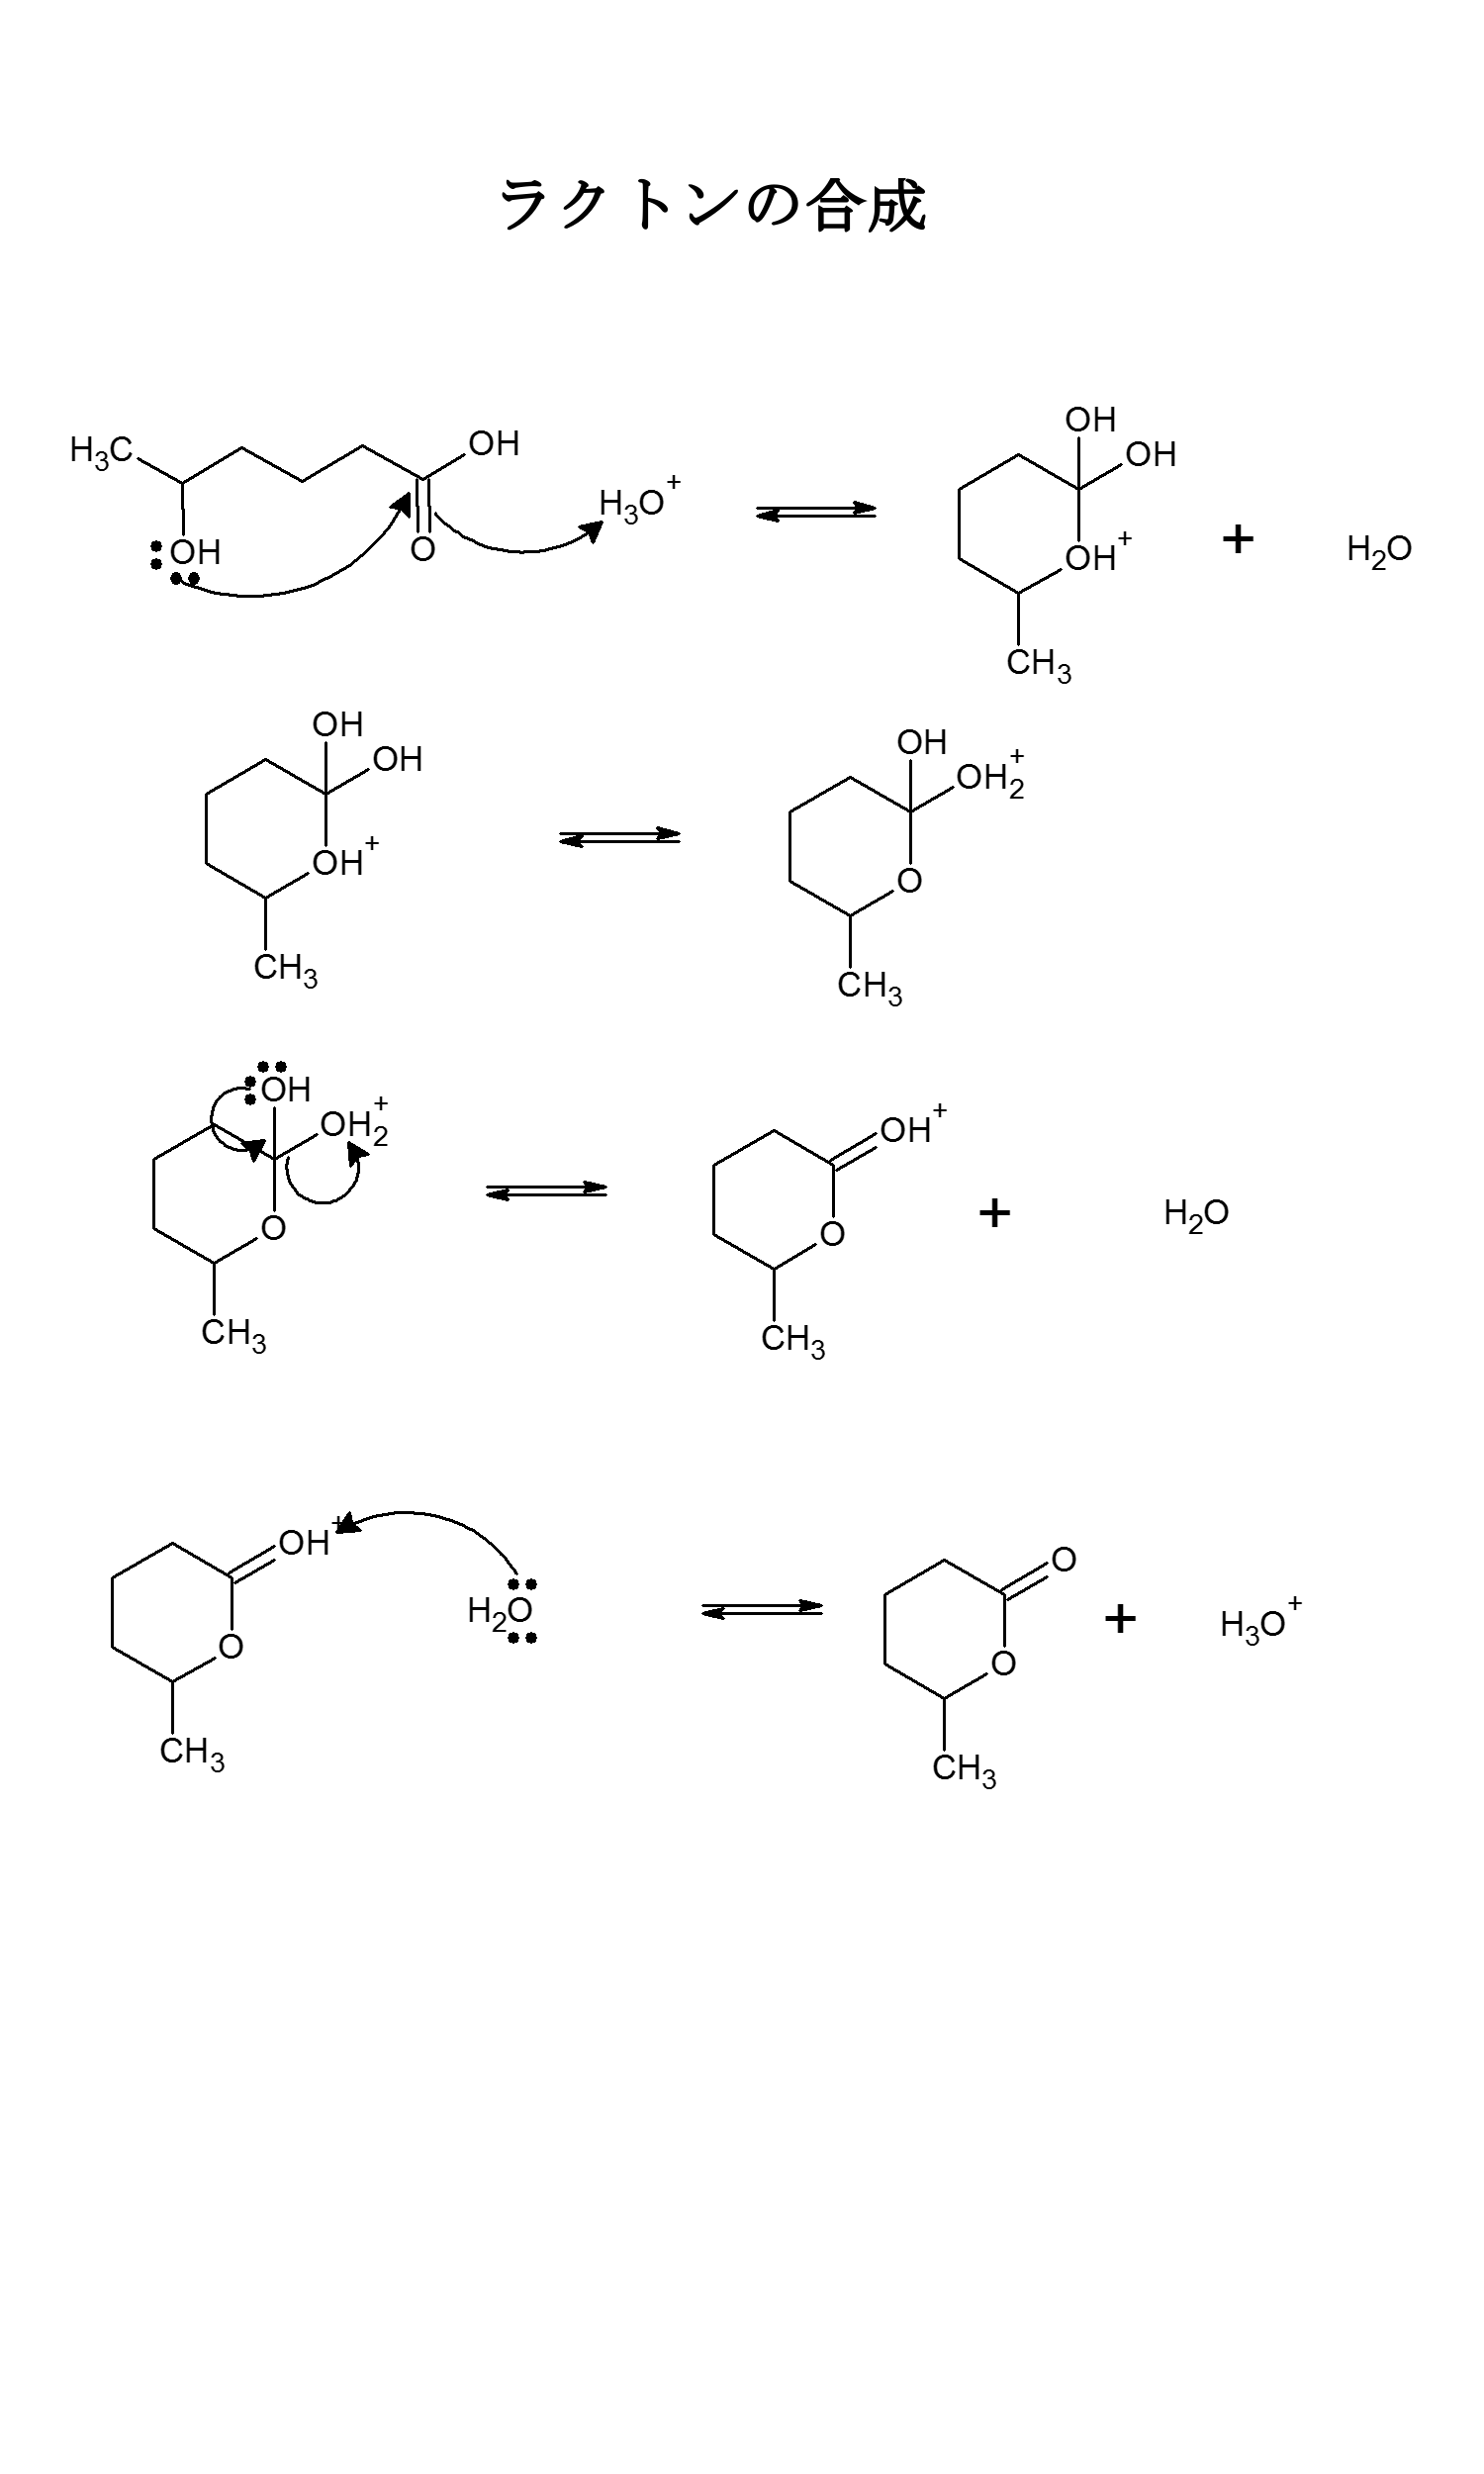 ラクトンの合成
H3C OH OH O H3O+ OH OH OH+ CH3 + H2O
OH OH OH+ CH3 OH OH2+ O CH3
OH OH2+ O CH3 OH+ O CH3 + H2O
OH+ O CH3 H2O O O CH3 + H3O+